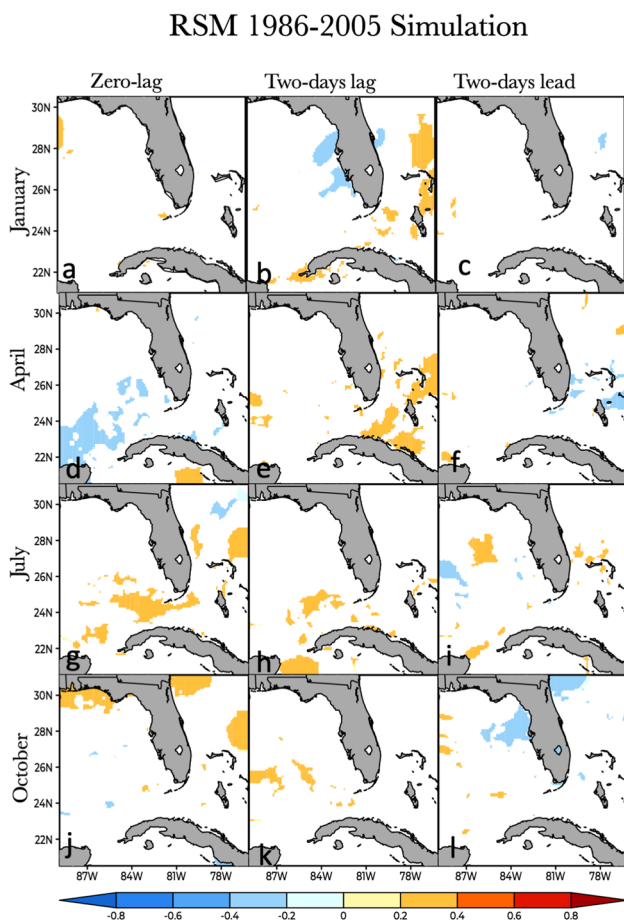 RSM 1986-2005 Simulation
Zero-lag Two-days lag Two-days lead
January
30N
28N
26N
24N
22N
a b c
April
30N
28N
26N
24N
22N
d e f
July
30N
28N
26N
24N
22N
g h i
October
30N
28N
26N
24N
22N
j k l
87W 84W 81W 78W 87W 84W 81W 78W 87W 84W 81W 78W
-0.8 -0.6 -0.4 -0.2 0 0.2 0.4 0.6 0.8